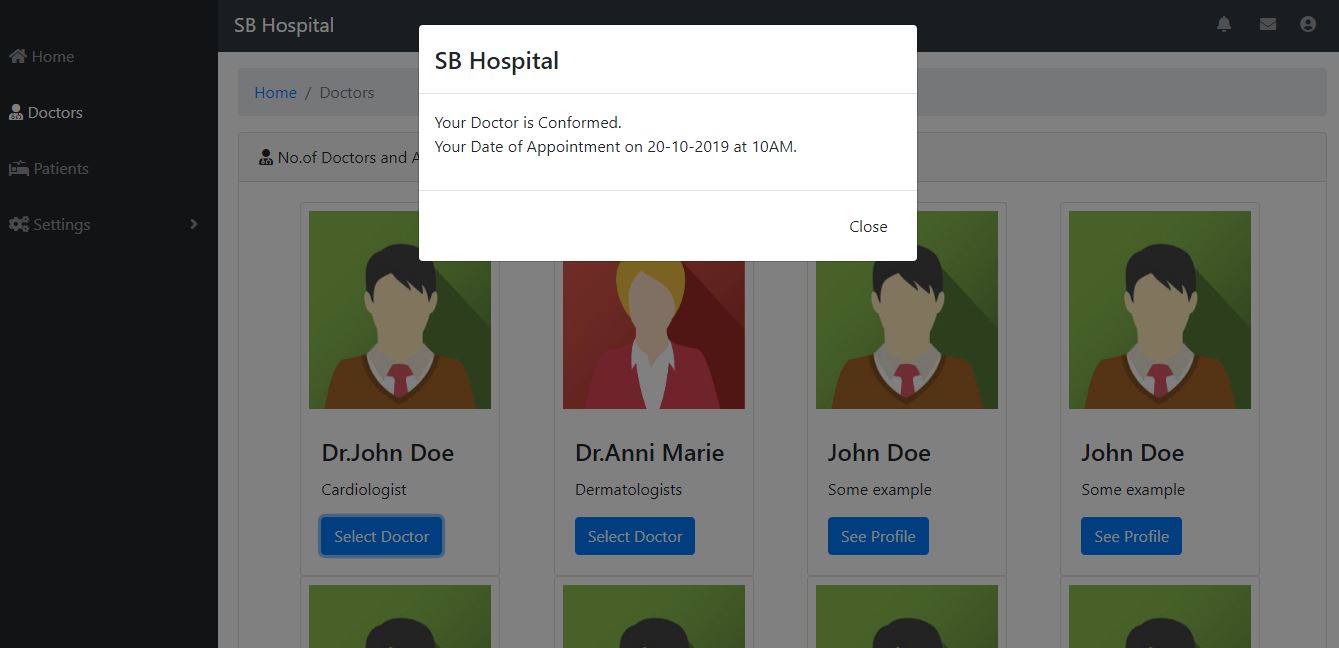 SB Hospital
Home
Doctors
Patients
Settings
Home / Doctors
No.of Doctors and A
SB Hospital
Your Doctor is Conformed.
Your Date of Appointment on 20-10-2019 at 10AM.
Close
Dr.John Doe
Cardiologist
Select Doctor
Dr.Anni Marie
Dermatologists
Select Doctor
John Doe
Some example
See Profile
John Doe
Some example
See Profile